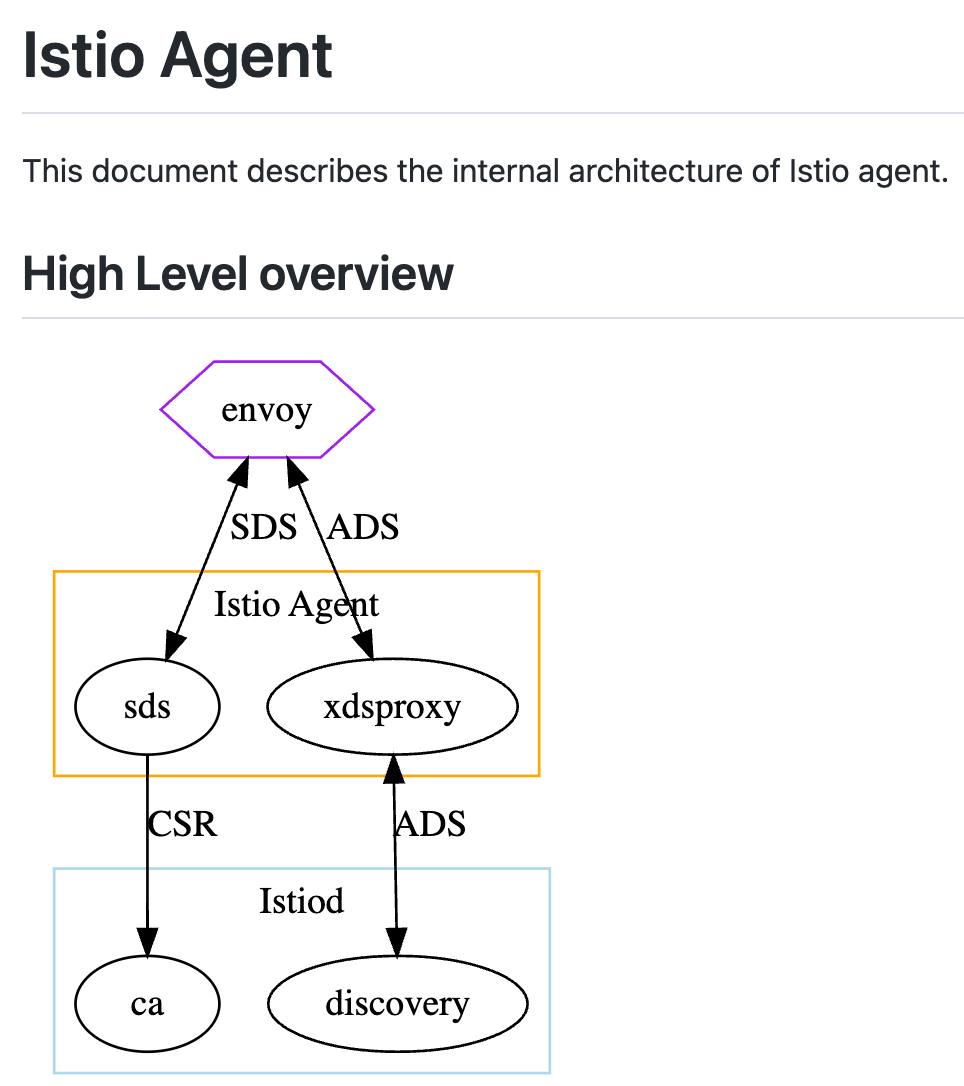 Istio Agent
This document describes the internal architecture of Istio agent.
High Level overview
envoy
SDS ADS
Istio Agent
sds xdsproxy
CSR ADS
Istiod
ca discovery